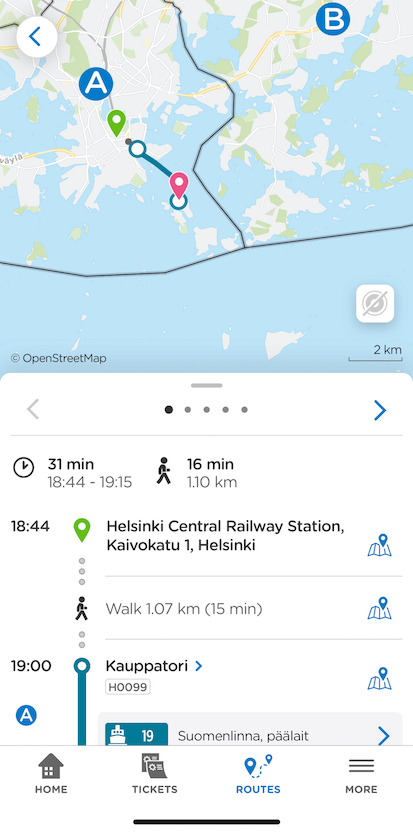 B
A
väylä
© OpenStreetMap
2 km
31 min
18:44 - 19:15
16 min
1.10 km
18:44
Helsinki Central Railway Station,
Kaivokatu 1, Helsinki
Walk 1.07 km (15 min)
19:00
Kauppatori
H0099
A
19
Suomenlinna, päälait
HOME
TICKETS
ROUTES
MORE